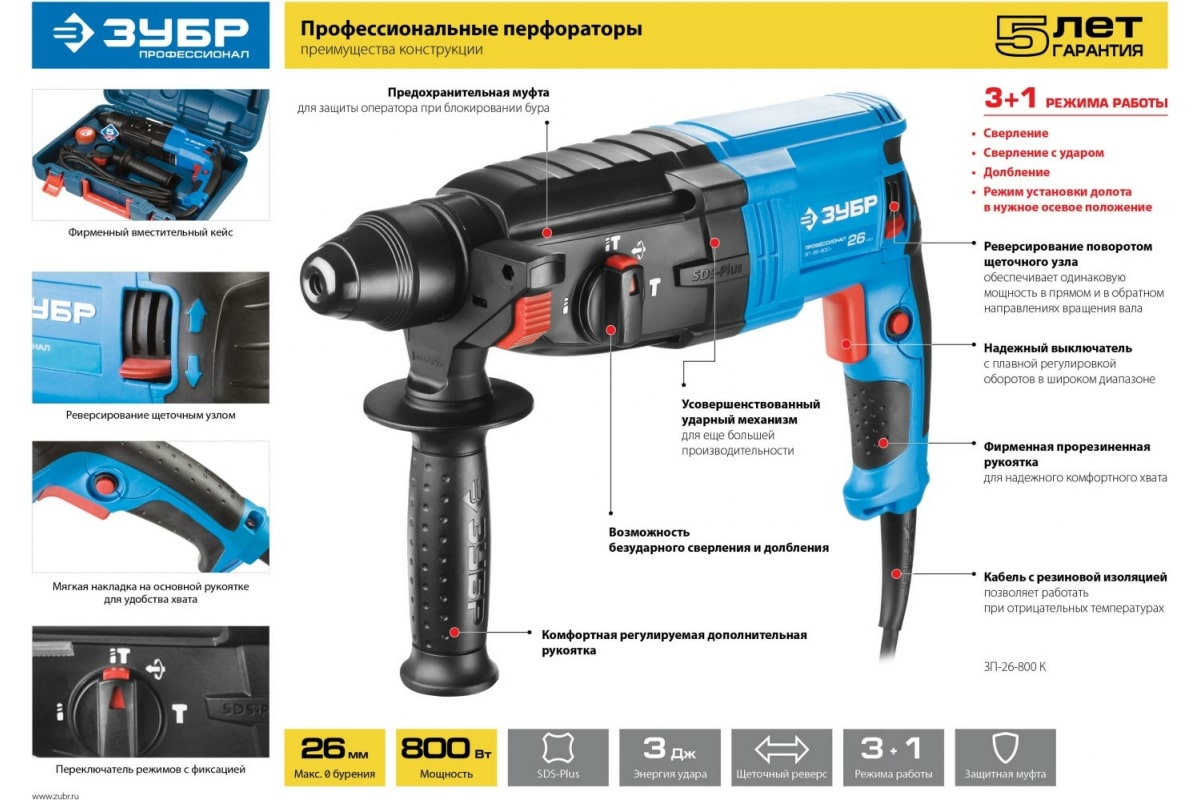 ЗУБР
ПРОФЕССИОНАЛ
Профессиональные перфораторы
преимущества конструкции
5 лет
ГАРАНТИЯ
Фирменный вместительный кейс
УБР
НАЛ
Реверсирование щеточным узлом
Мягкая накладка на основной рукоятке
для удобства хвата
T
T
SDS-P
Переключатель режимов с фиксацией
www.zubr.ru
Предохранительная муфта
для защиты оператора при блокировании бура
ЗУБР
ПРОФЕССИОНАЛ
26
SDS-Plus
T
T
ЗУБР
Усовершенствованный
ударный механизм
для еще большей
производительности
Возможность
безударного сверления и долбления
Комфортная регулируемая дополнительная
рукоятка
3+1 РЕЖИМА РАБОТЫ
• Сверление
• Сверление с ударом
• Долбление
• Режим установки долота
в нужное осевое положение
Реверсирование поворотом
щеточного узла
обеспечивает одинаковую
мощность в прямом и в обратном
направлениях вращения вала
Надежный выключатель
с плавной регулировкой
оборотов в широком диапазоне
Фирменная прорезиненная
рукоятка
для надежного комфортного хвата
Кабель с резиновой изоляцией
позволяет работать
при отрицательных температурах
ЗП-26-800 К
26 мм
Макс. Ø бурения
800 Вт
Мощность
SDS-Plus
3 Дж
Энергия удара
Щеточный реверс
3 + 1
Режима работы
Защитная муфта